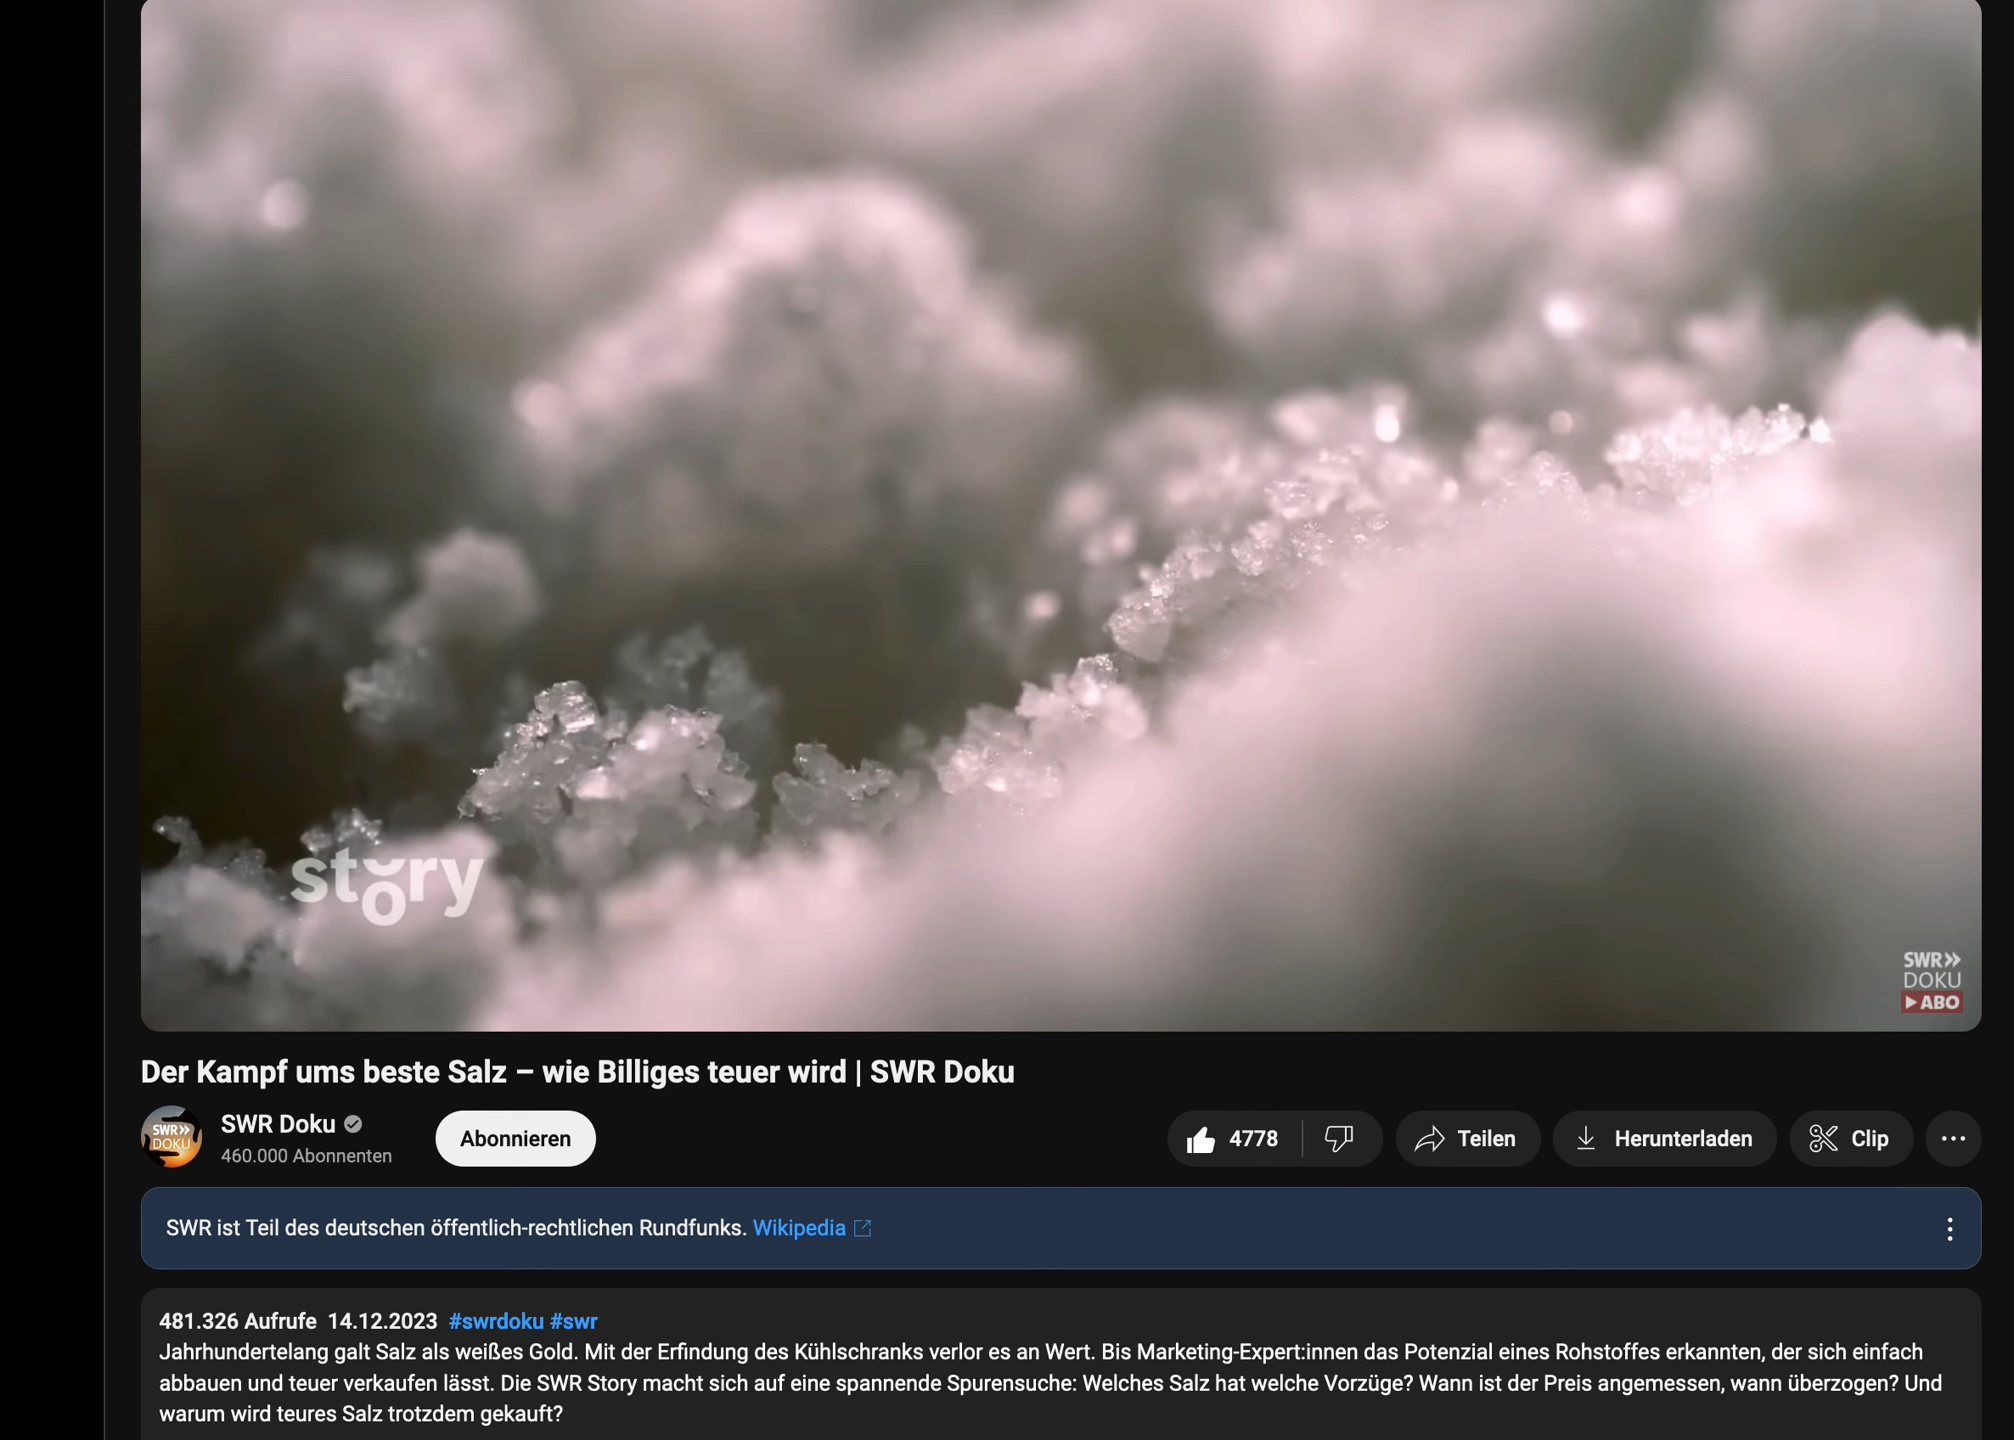 story
SWR»
DOKU
ABO
Der Kampf ums beste Salz – wie Billiges teuer wird | SWR Doku
SWR»
DOKU
SWR Doku
460.000 Abonnenten
Abonnieren
4778
Teilen
Herunterladen
Clip
SWR ist Teil des deutschen öffentlich-rechtlichen Rundfunks. Wikipedia
481.326 Aufrufe 14.12.2023 #swrdoku #swr
Jahrhundertelang galt Salz als weißes Gold. Mit der Erfindung des Kühlschranks verlor es an Wert. Bis Marketing-Expert:innen das Potenzial eines Rohstoffes erkannten, der sich einfach
abbauen und teuer verkaufen lässt. Die SWR Story macht sich auf eine spannende Spurensuche: Welches Salz hat welche Vorzüge? Wann ist der Preis angemessen, wann überzogen? Und
warum wird teures Salz trotzdem gekauft?